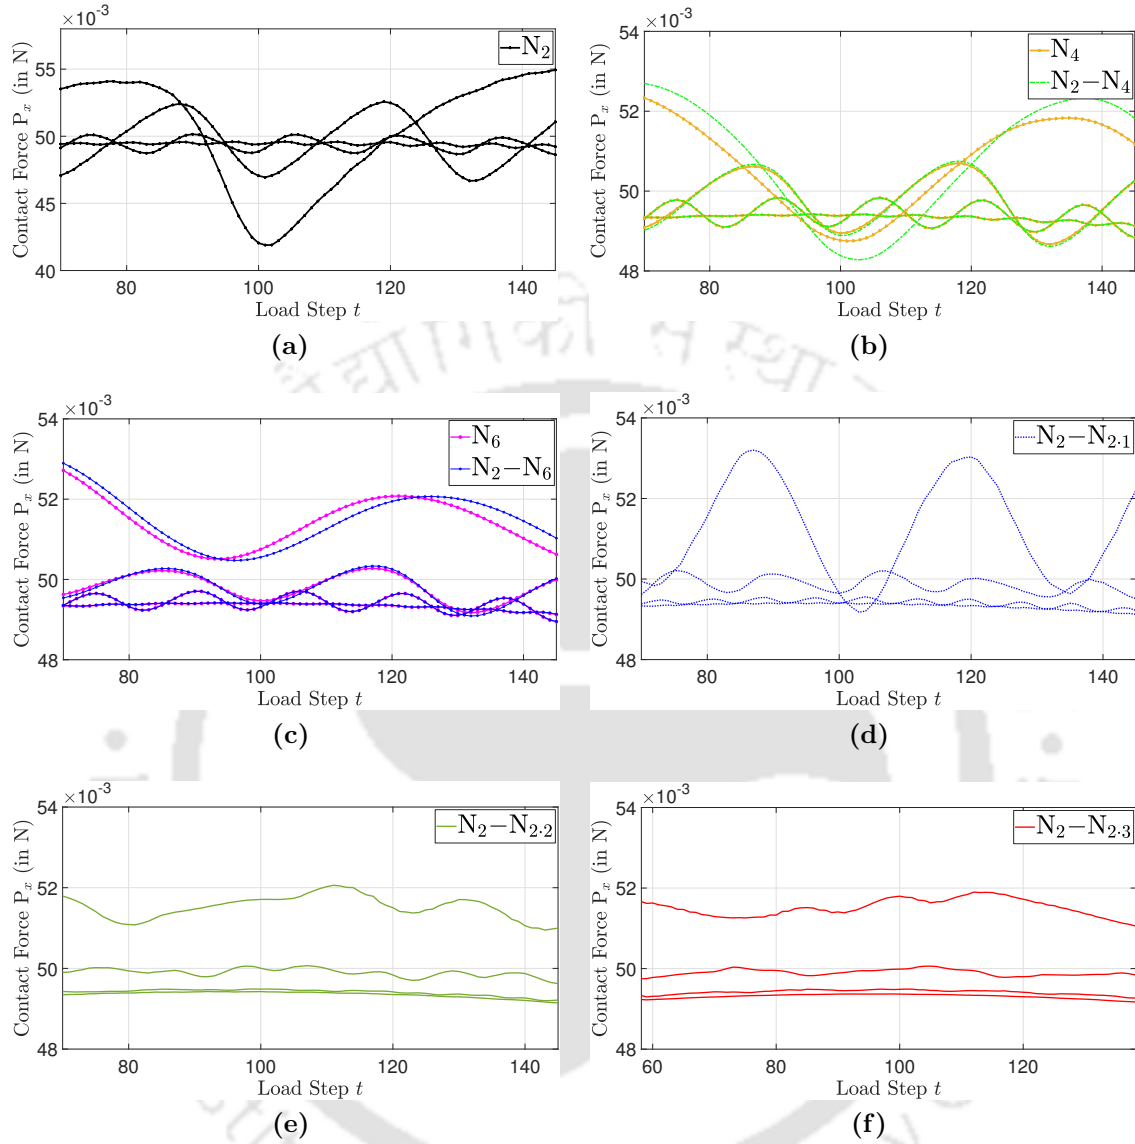 ×10⁻³
Contact Force Pₓ (in N)
55
50
45
40
80
100
120
140
Load Step t
N₂
(a)
×10⁻³
Contact Force Pₓ (in N)
54
52
50
48
80
100
120
140
Load Step t
N₄
N₂−N₄
(b)
×10⁻³
Contact Force Pₓ (in N)
54
52
50
48
80
100
120
140
Load Step t
N₆
N₂−N₆
(c)
×10⁻³
Contact Force Pₓ (in N)
54
52
50
48
80
100
120
140
Load Step t
N₂−N₂.₁
(d)
×10⁻³
Contact Force Pₓ (in N)
54
52
50
48
80
100
120
140
Load Step t
N₂−N₂.₂
(e)
×10⁻³
Contact Force Pₓ (in N)
54
52
50
48
60
80
100
120
Load Step t
N₂−N₂.₃
(f)